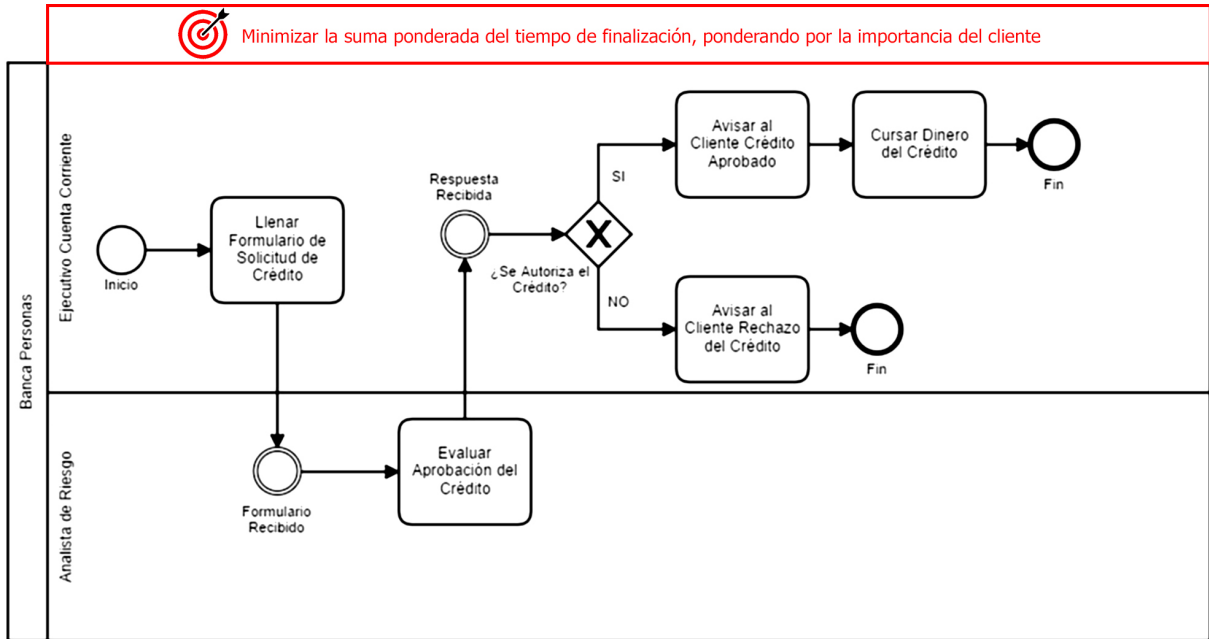 Minimizar la suma ponderada del tiempo de finalización, ponderando por la importancia del cliente
Banca Personas
Ejecutivo Cuenta Corriente
Inicio
Llenar
Formulario de
Solicitud de
Crédito
Respuesta
Recibida
¿Se Autoriza el
Crédito?
SI
Avisar al
Cliente Crédito
Aprobado
Cursar Dinero
del Crédito
Fin
NO
Avisar al
Cliente Rechazo
del Crédito
Fin
Analista de Riesgo
Formulario
Recibido
Evaluar
Aprobación del
Crédito